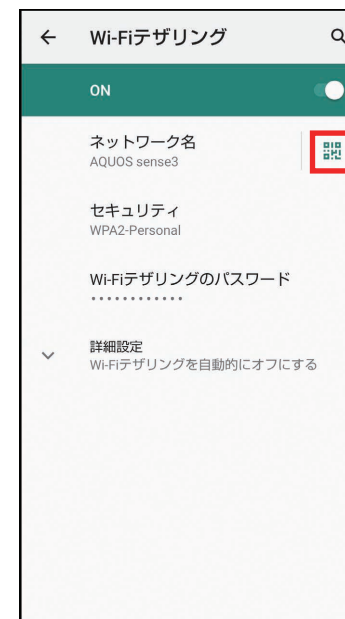 Wi-Fiテザリング
ON
ネットワーク名
AQUOS sense3
セキュリティ
WPA2-Personal
Wi-Fiテザリングのパスワード
・・・・・・・・・・・・
詳細設定
Wi-Fiテザリングを自動的にオフにする